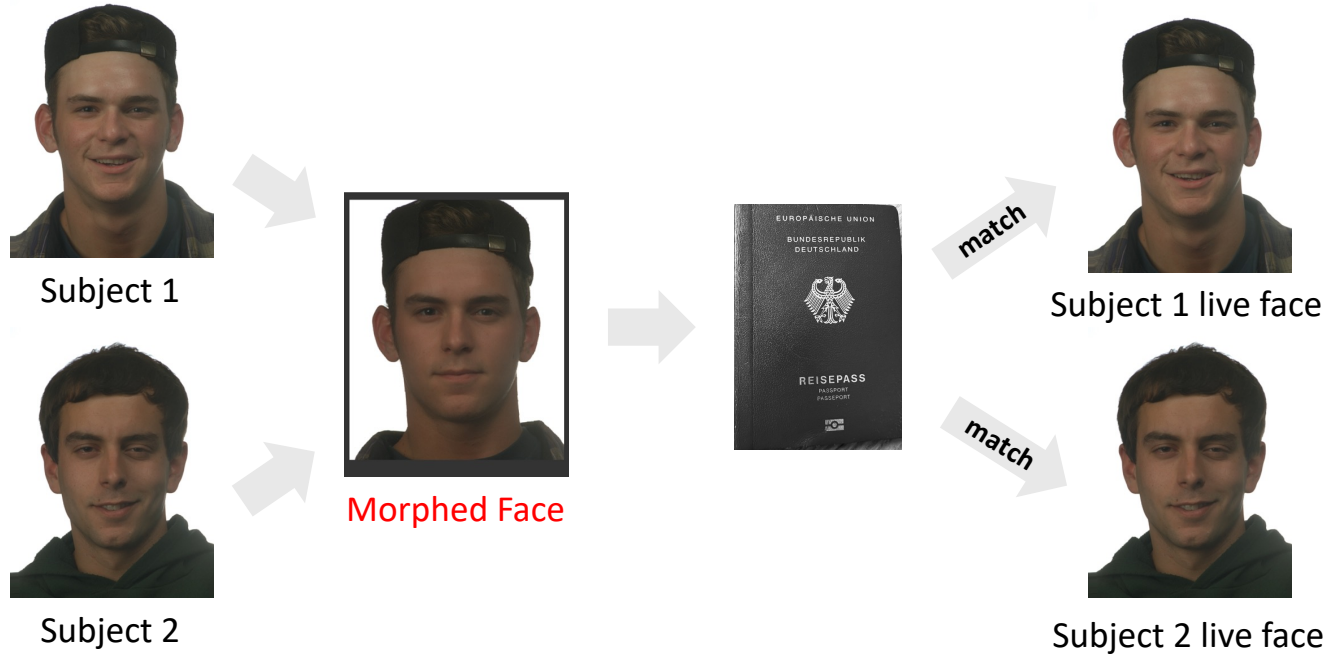 Subject 1
Subject 2
Morphed Face
EUROPÄISCHE UNION
BUNDESREPUBLIK
DEUTSCHLAND
REISEPASS
PASSPORT
PASSEPORT
match
match
Subject 1 live face
Subject 2 live face